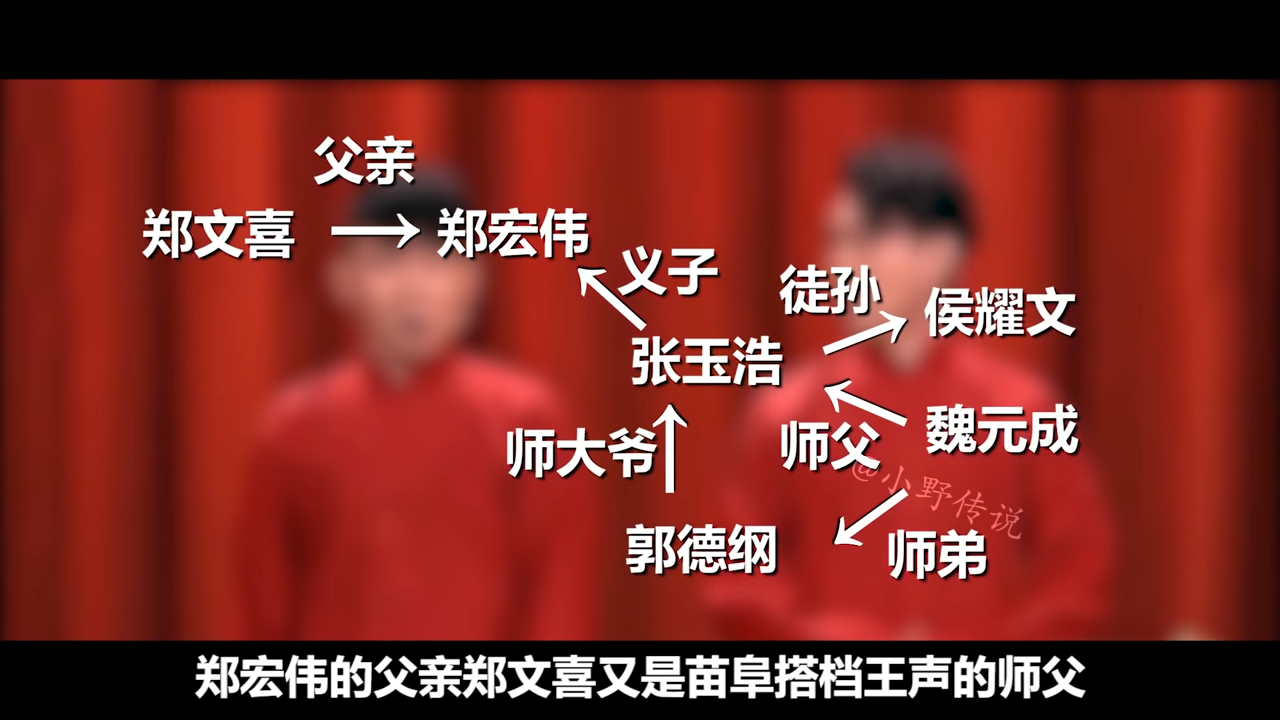 父亲
郑文喜
郑宏伟
义子
徒孙
侯耀文
张玉浩
师大爷
师父
魏元成
@小野传说
郭德纲
师弟
郑宏伟的父亲郑文喜又是苗阜搭档王声的师父